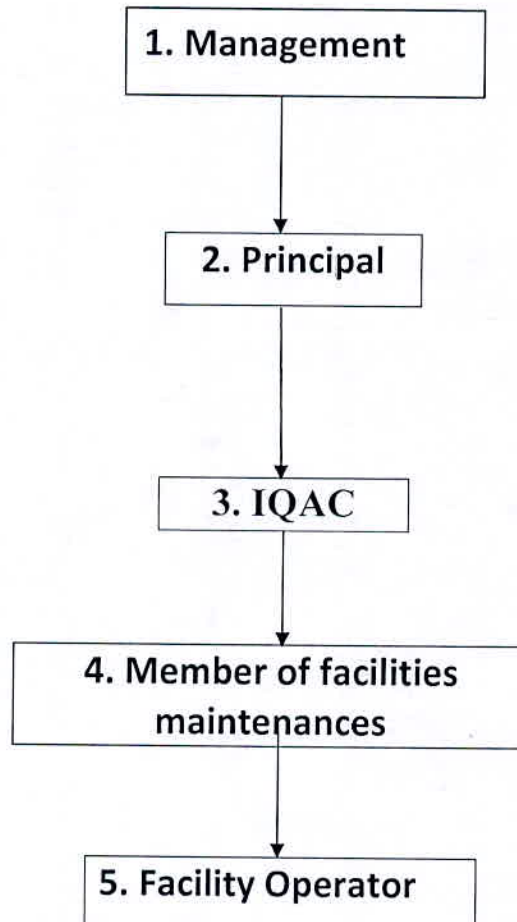 1. Management
2. Principal
3. IQAC
4. Member of facilities
maintenances
5. Facility Operator